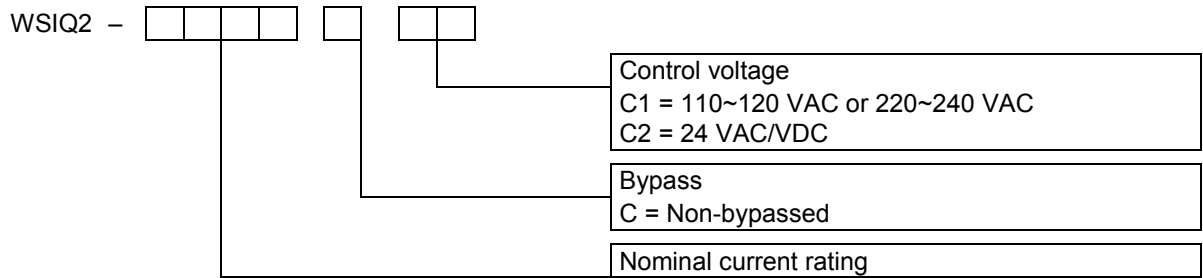 WSIQ2 –
Control voltage
C1 = 110~120 VAC or 220~240 VAC
C2 = 24 VAC/VDC
Bypass
C = Non-bypassed
Nominal current rating